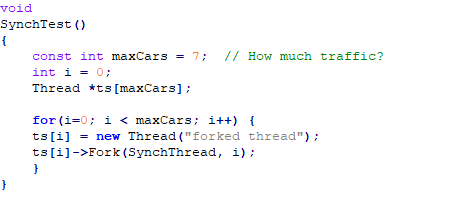 void
SynchTest()
{
    const int maxCars = 7;  // How much traffic?
    int i = 0;
    Thread *ts[maxCars];

    for(i=0; i < maxCars; i++) {
    ts[i] = new Thread("forked thread");
    ts[i]->Fork(SynchThread, i);
    }
}